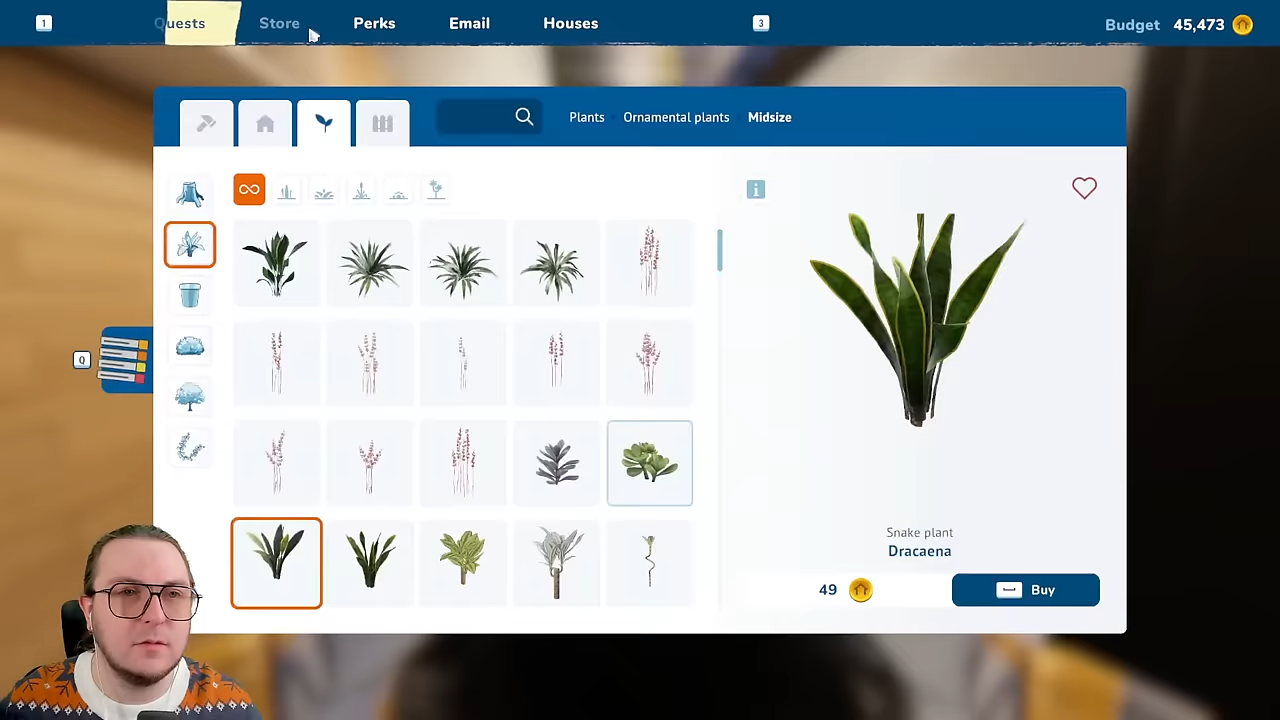 1 Quests Store Perks Email Houses 3 Budget 45,473
Plants Ornamental plants Midsize
i
Q
Snake plant
Dracaena
49 Buy